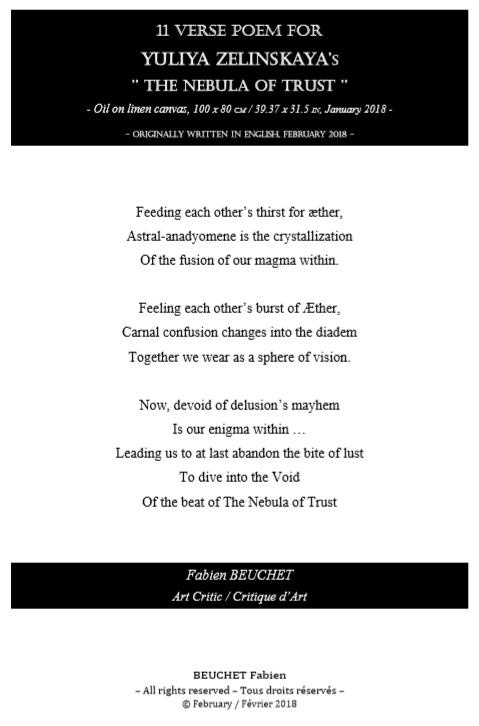 11 VERSE POEM FOR
YULIYA ZELINSKAYA'S
" THE NEBULA OF TRUST "
- Oil on linen canvas, 100 x 80 CM / 39.37 x 31.5 IN, January 2018 -
– ORIGINALLY WRITTEN IN ENGLISH, FEBRUARY 2018 –
Feeding each other's thirst for æther,
Astral-anadyomene is the crystallization
Of the fusion of our magma within.
Feeling each other's burst of Æther,
Carnal confusion changes into the diadem
Together we wear as a sphere of vision.
Now, devoid of delusion's mayhem
Is our enigma within …
Leading us to at last abandon the bite of lust
To dive into the Void
Of the beat of The Nebula of Trust
Fabien BEUCHET
Art Critic / Critique d'Art
BEUCHET Fabien
– All rights reserved – Tous droits réservés –
© February / Février 2018